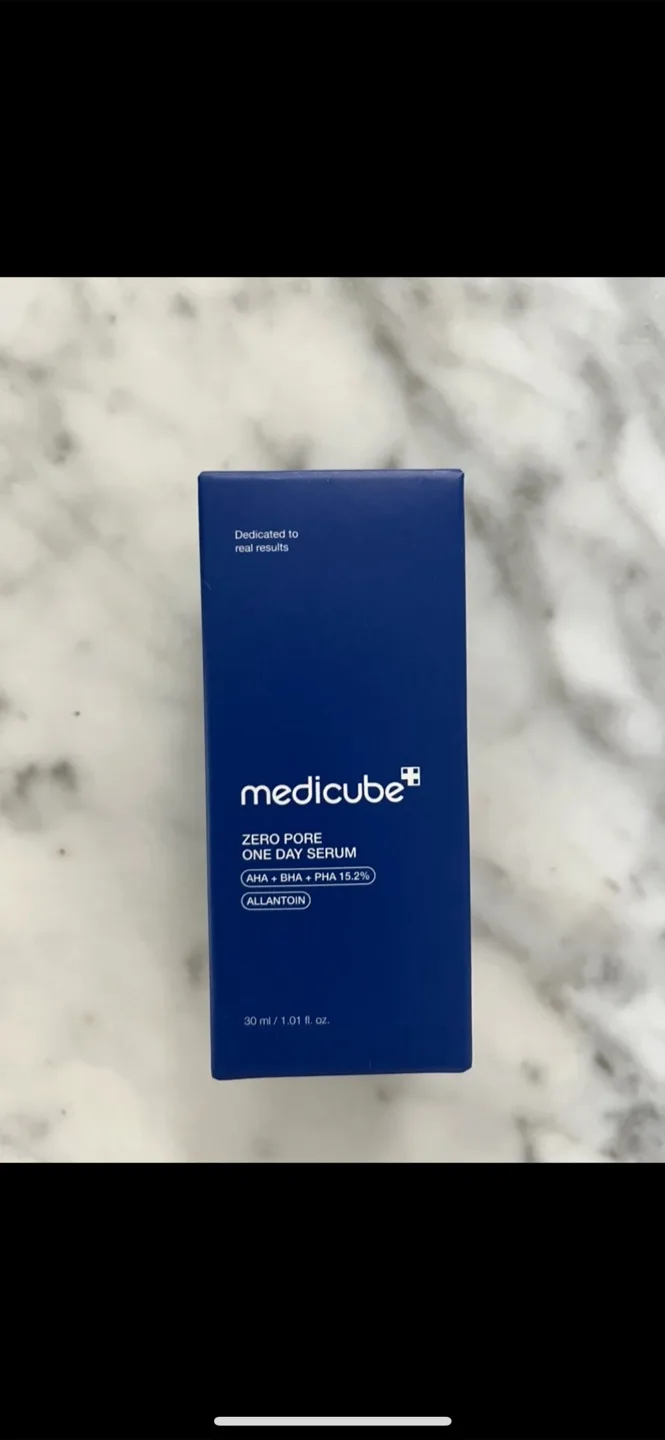 Dedicated to
real results
medicube
ZERO PORE
ONE DAY SERUM
AHA + BHA + PHA 15.2%
ALLANTOIN
30 ml / 1.01 fl. oz.